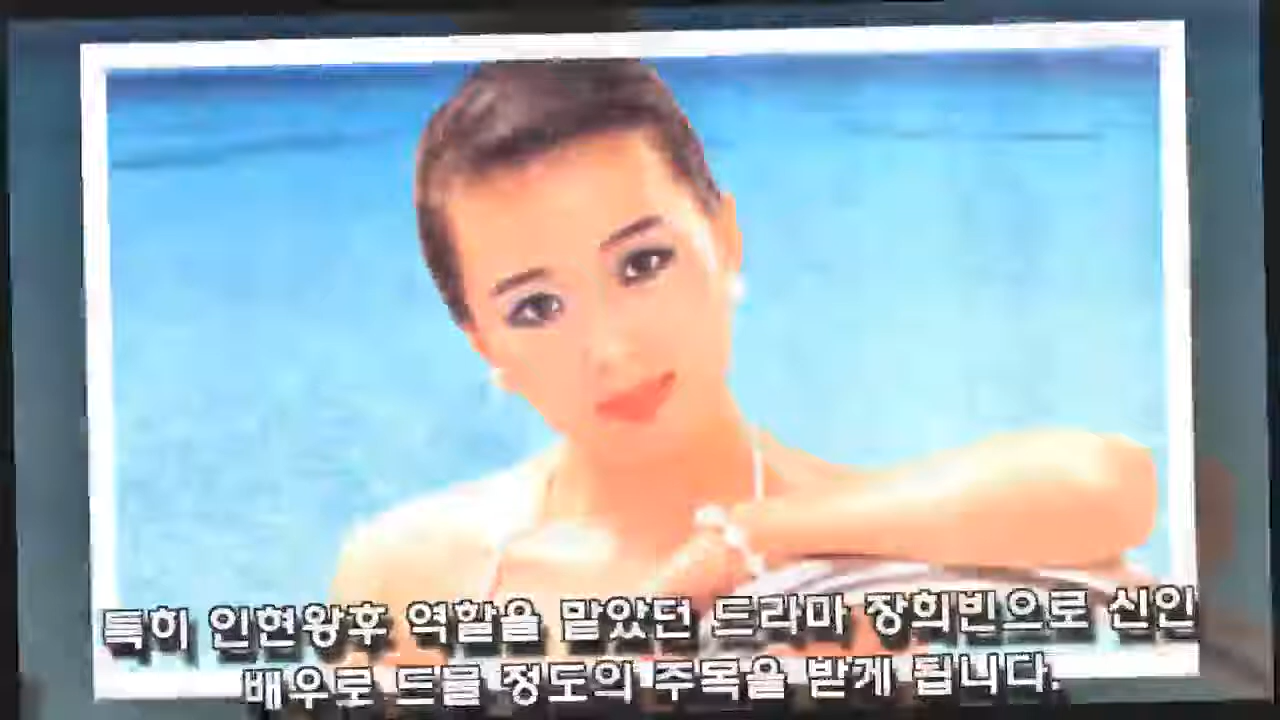 특히 인현왕후 역할을 맡았던 드라마 장희빈으로 신인
배우로 드물 정도의 주목을 받게 됩니다.